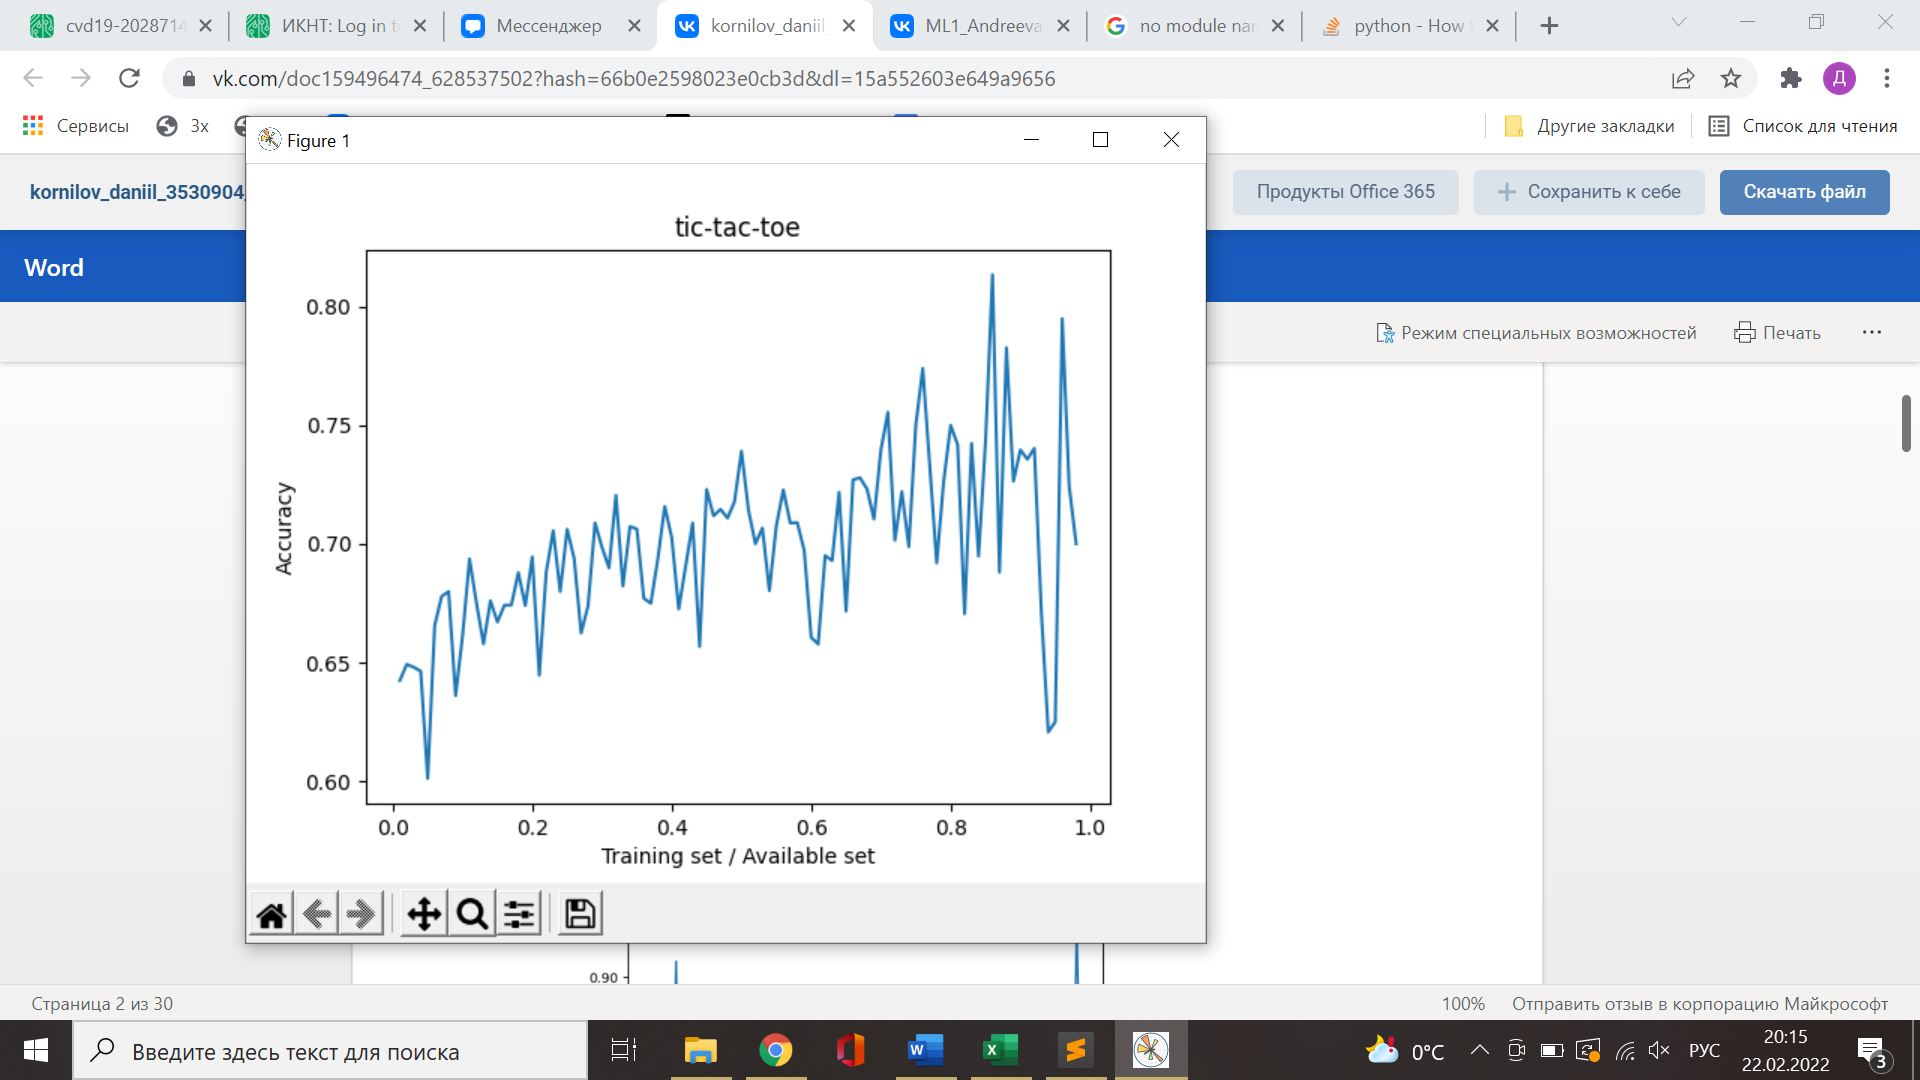 cvd19-2028714
ИКНТ: Log in t
Мессенджер
kornilov_daniil_
ML1_Andreeva
no module nam
python - How t
vk.com/doc159496474_628537502?hash=66b0e2598023e0cb3d&dl=15a552603e649a9656
Д
Сервисы
3x
Другие закладки
Список для чтения
Figure 1
kornilov_daniil_3530904_
Продукты Office 365
Сохранить к себе
Скачать файл
Word
Режим специальных возможностей
Печать
tic-tac-toe
0.80
0.75
0.70
0.65
0.60
Accuracy
0.0 0.2 0.4 0.6 0.8 1.0
Training set / Available set
0.90
Страница 2 из 30
100%
Отправить отзыв в корпорацию Майкрософт
Введите здесь текст для поиска
0°C
РУС
20:15
22.02.2022
3